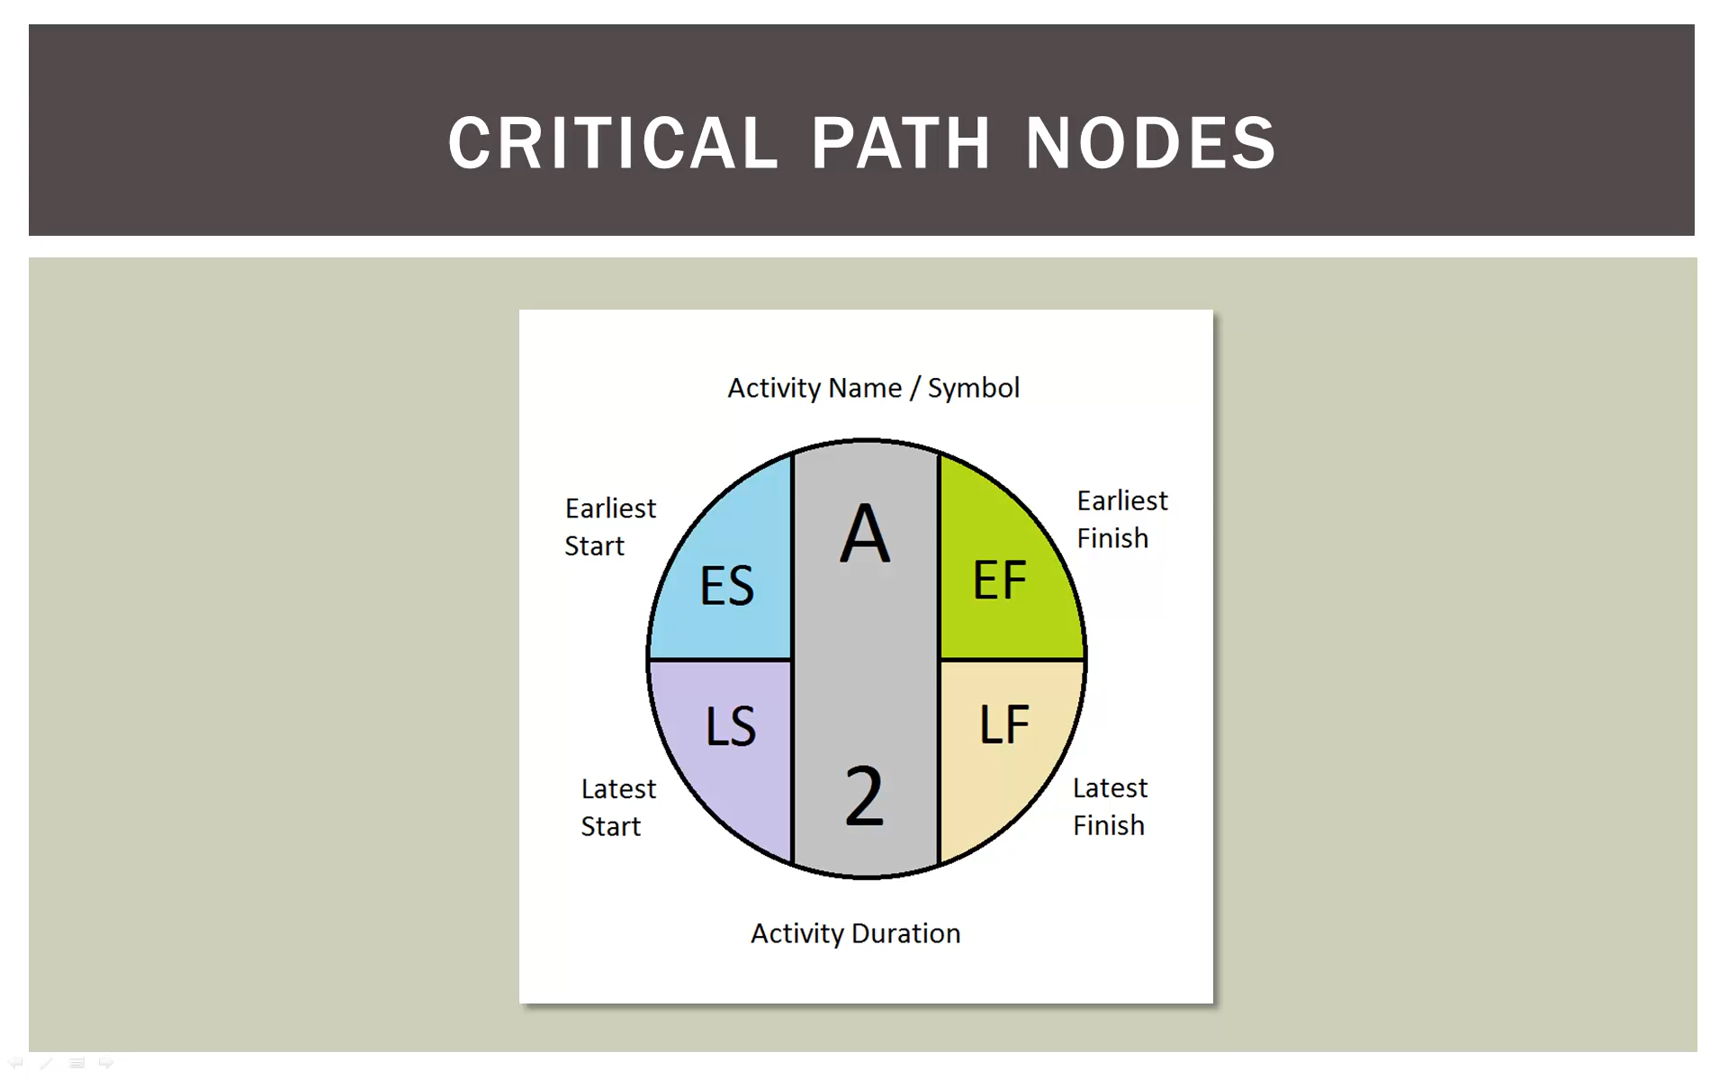 CRITICAL PATH NODES
Activity Name / Symbol
Earliest
Start
Earliest
Finish
A
ES
EF
LS
LF
2
Latest
Start
Latest
Finish
Activity Duration